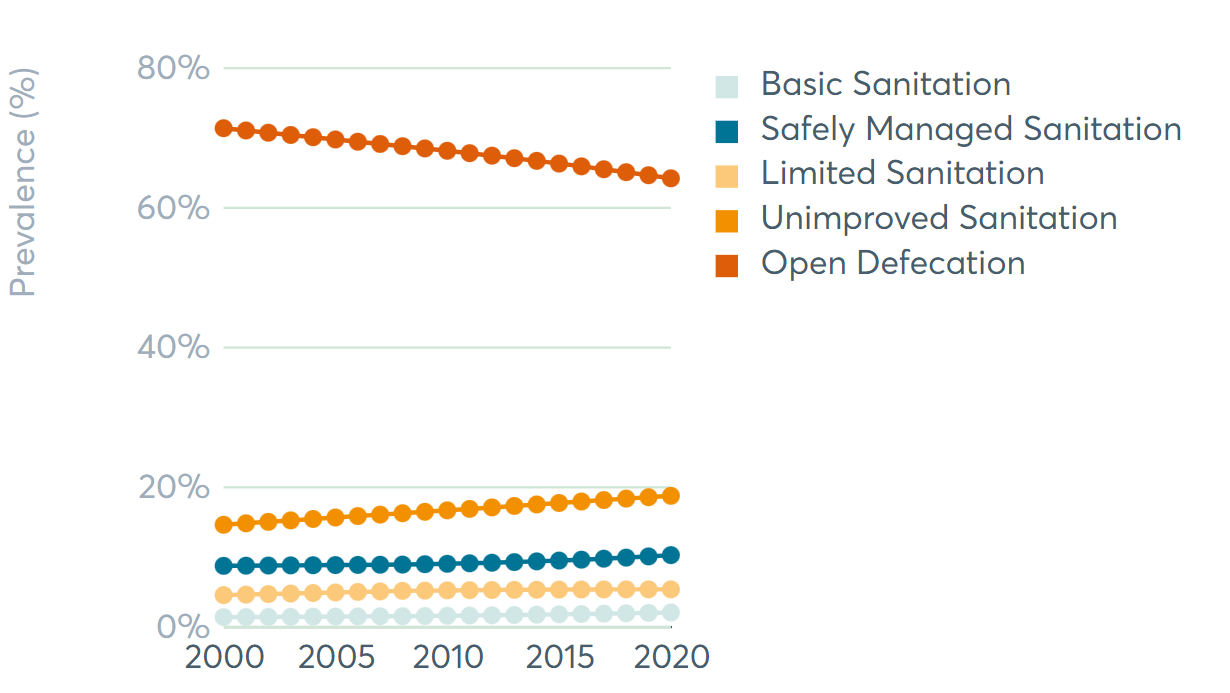 Prevalence (%)
80%
60%
40%
20%
0%
2000 2005 2010 2015 2020
Basic Sanitation
Safely Managed Sanitation
Limited Sanitation
Unimproved Sanitation
Open Defecation